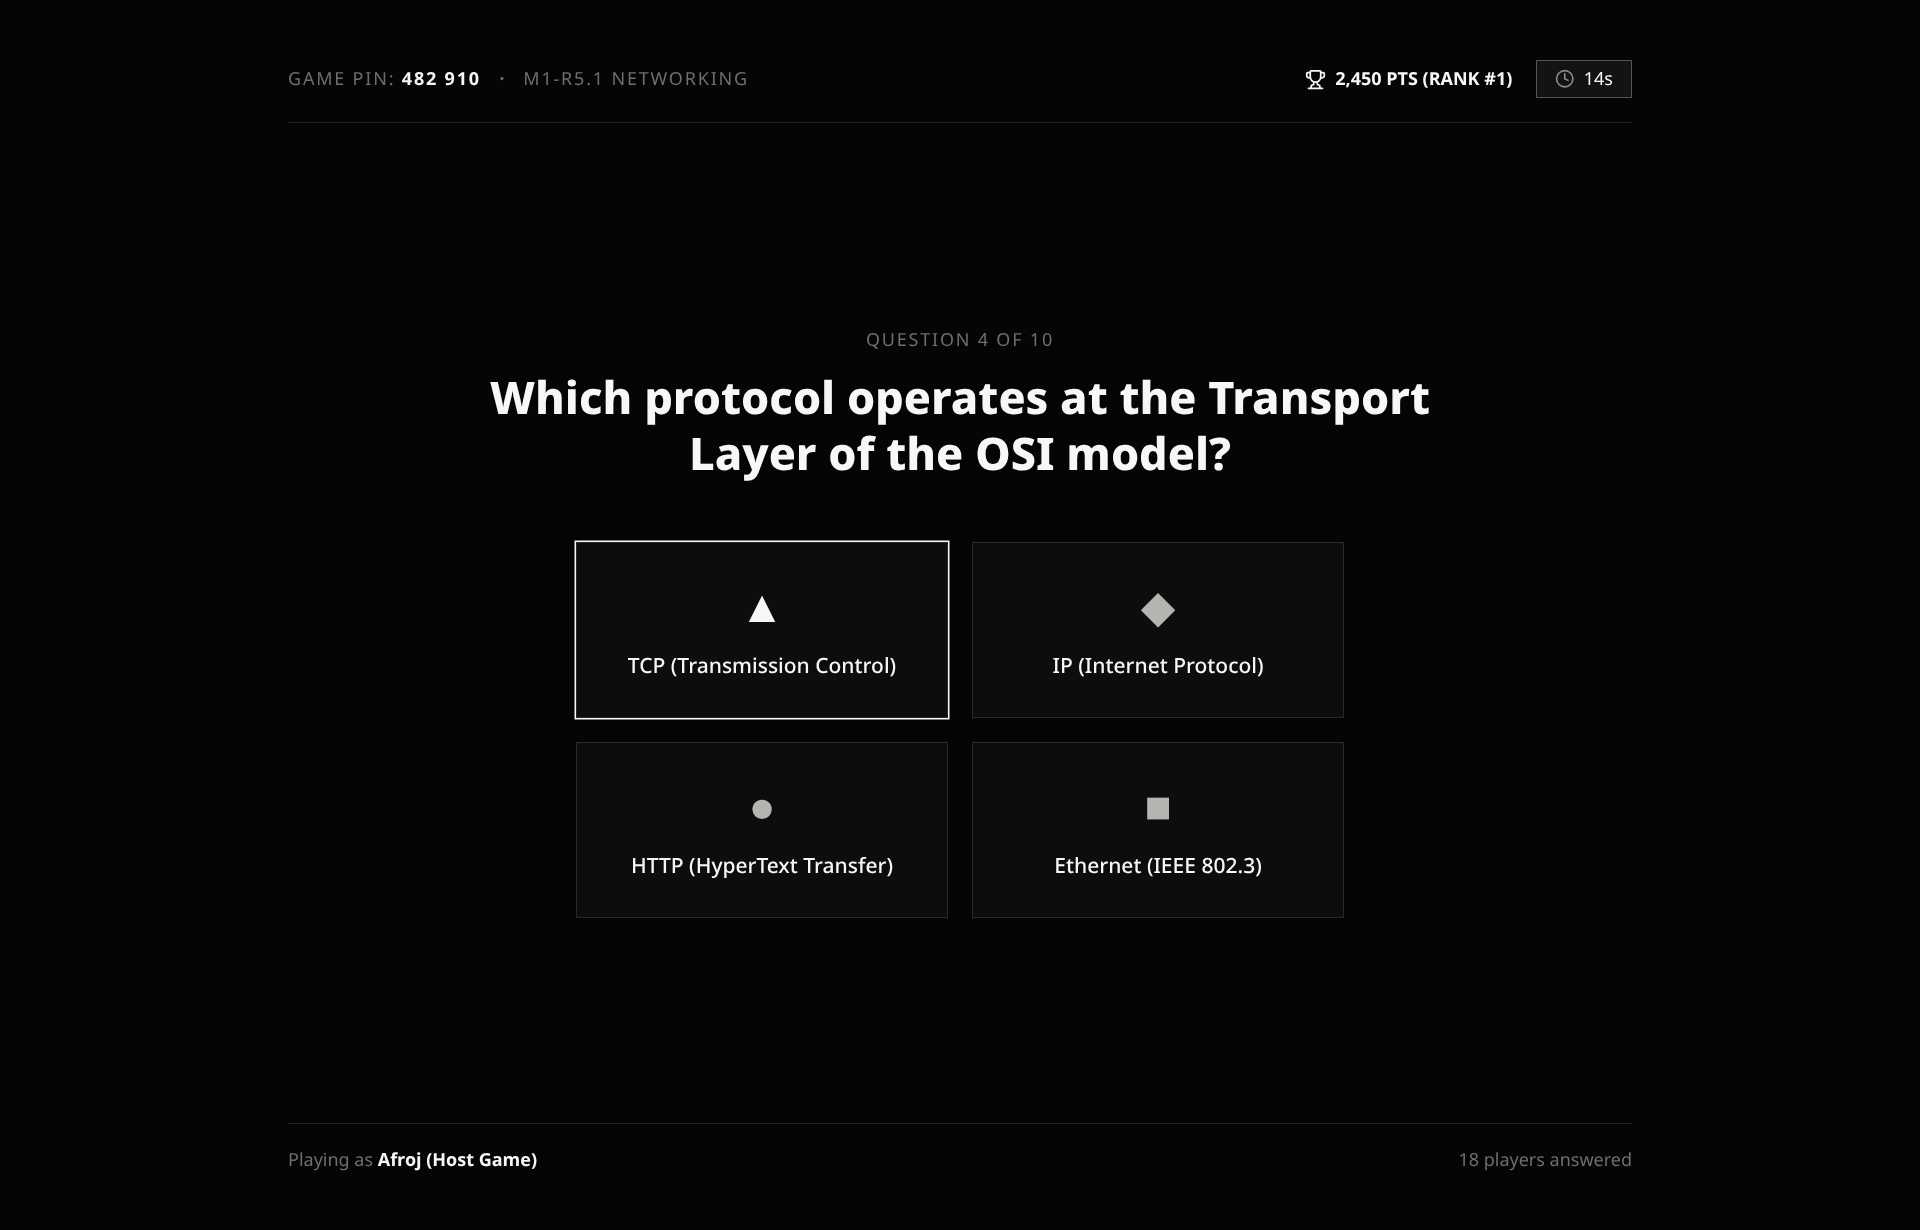 GAME PIN: 482 910 · M1-R5.1 NETWORKING
2,450 PTS (RANK #1)
14s
QUESTION 4 OF 10
Which protocol operates at the Transport
Layer of the OSI model?
TCP (Transmission Control)
IP (Internet Protocol)
HTTP (HyperText Transfer)
Ethernet (IEEE 802.3)
Playing as Afroj (Host Game)
18 players answered